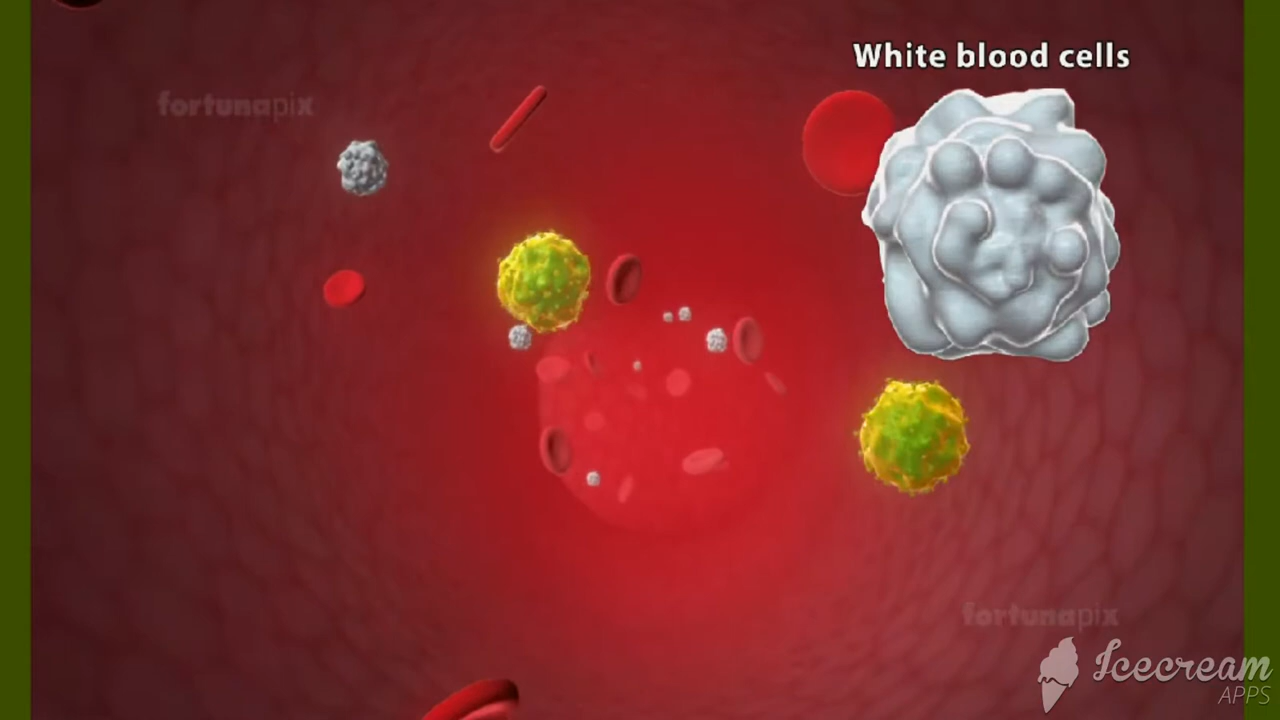 White blood cells
fortunapix
fortunapix
Icecream
APPS